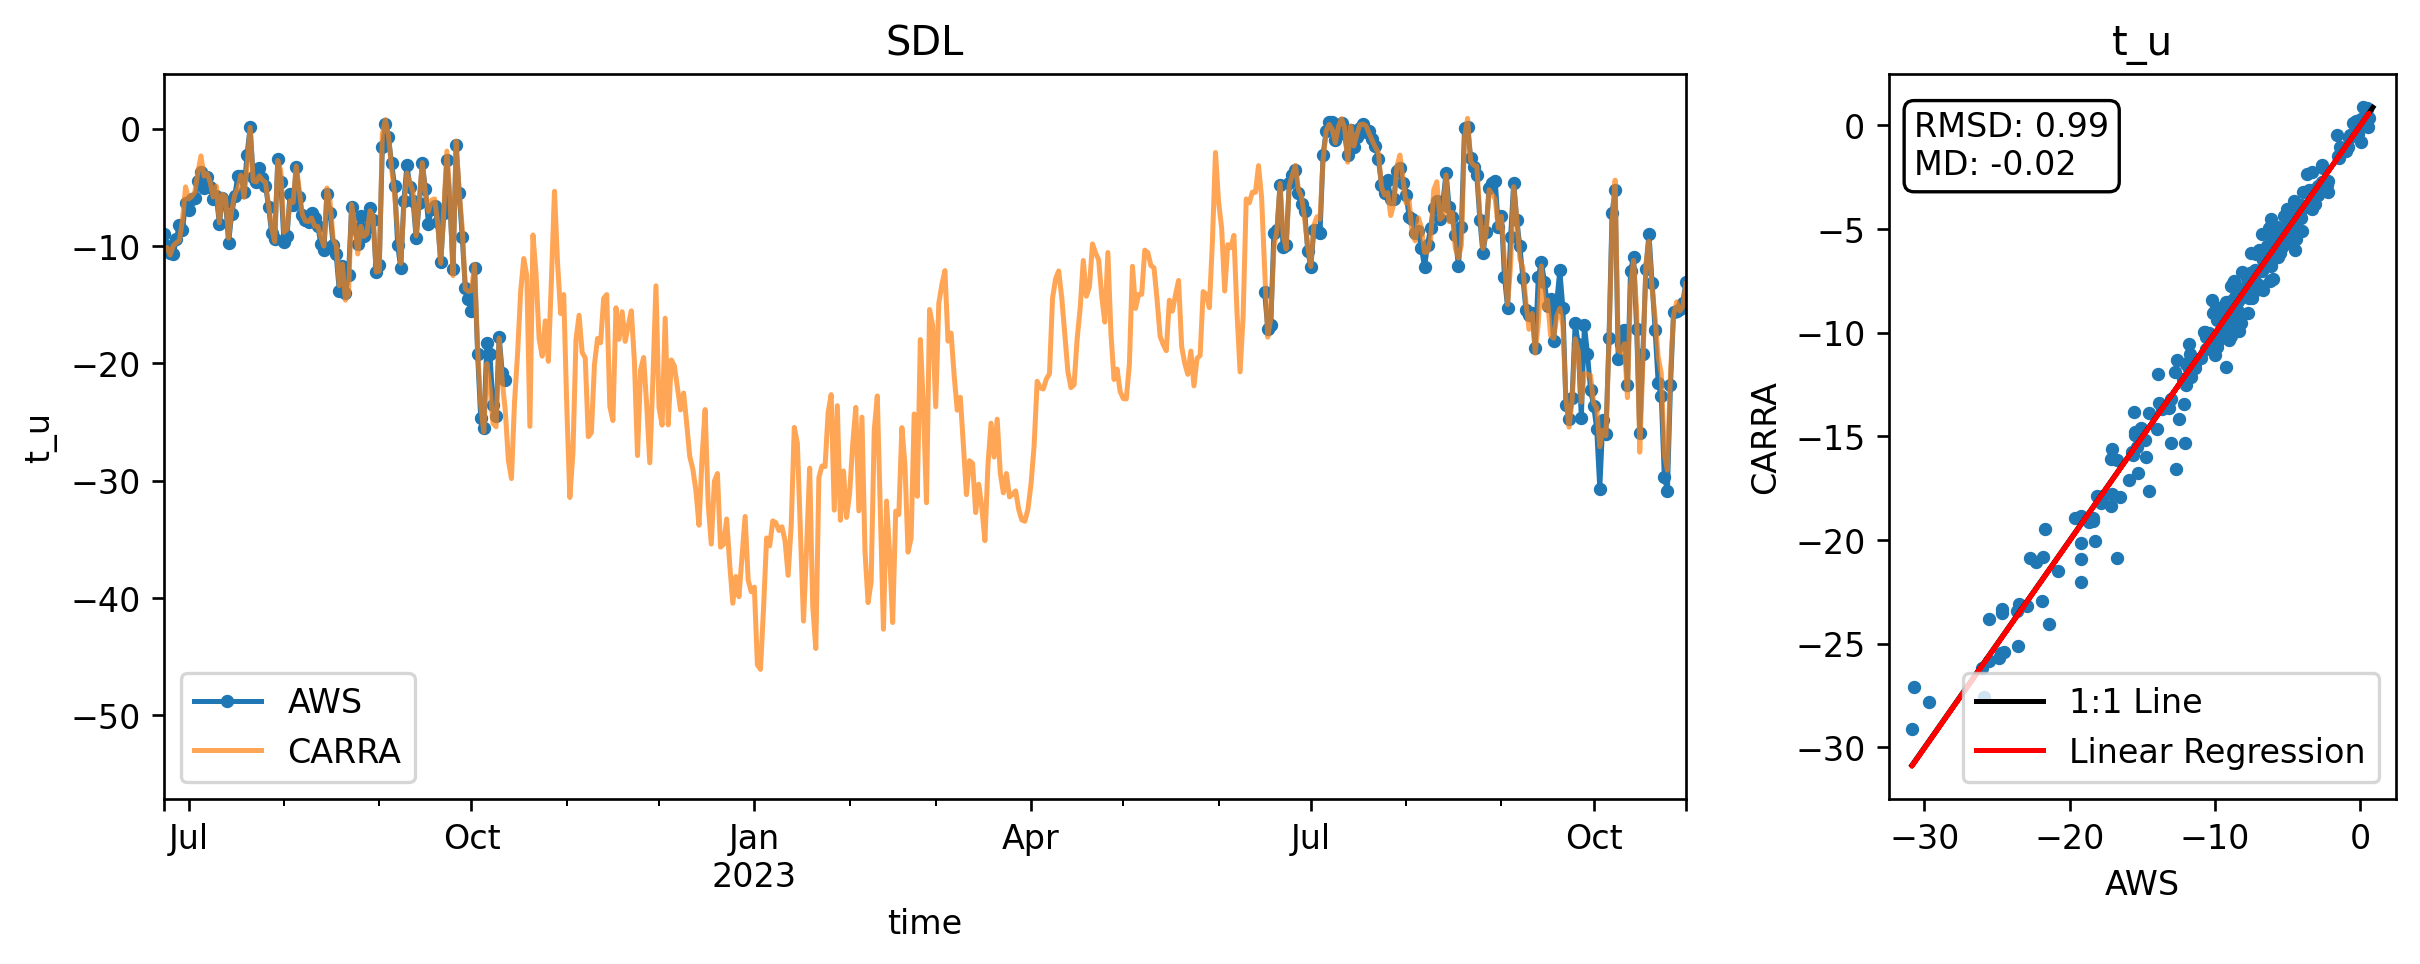 SDL
t_u
0
−10
−20
−30
−40
−50
t_u
AWS
CARRA
Jul
Oct
Jan
2023
Apr
Jul
Oct
time
t_u
RMSD: 0.99
MD: -0.02
0
−5
−10
−15
−20
−25
−30
CARRA
1:1 Line
Linear Regression
−30
−20
−10
0
AWS